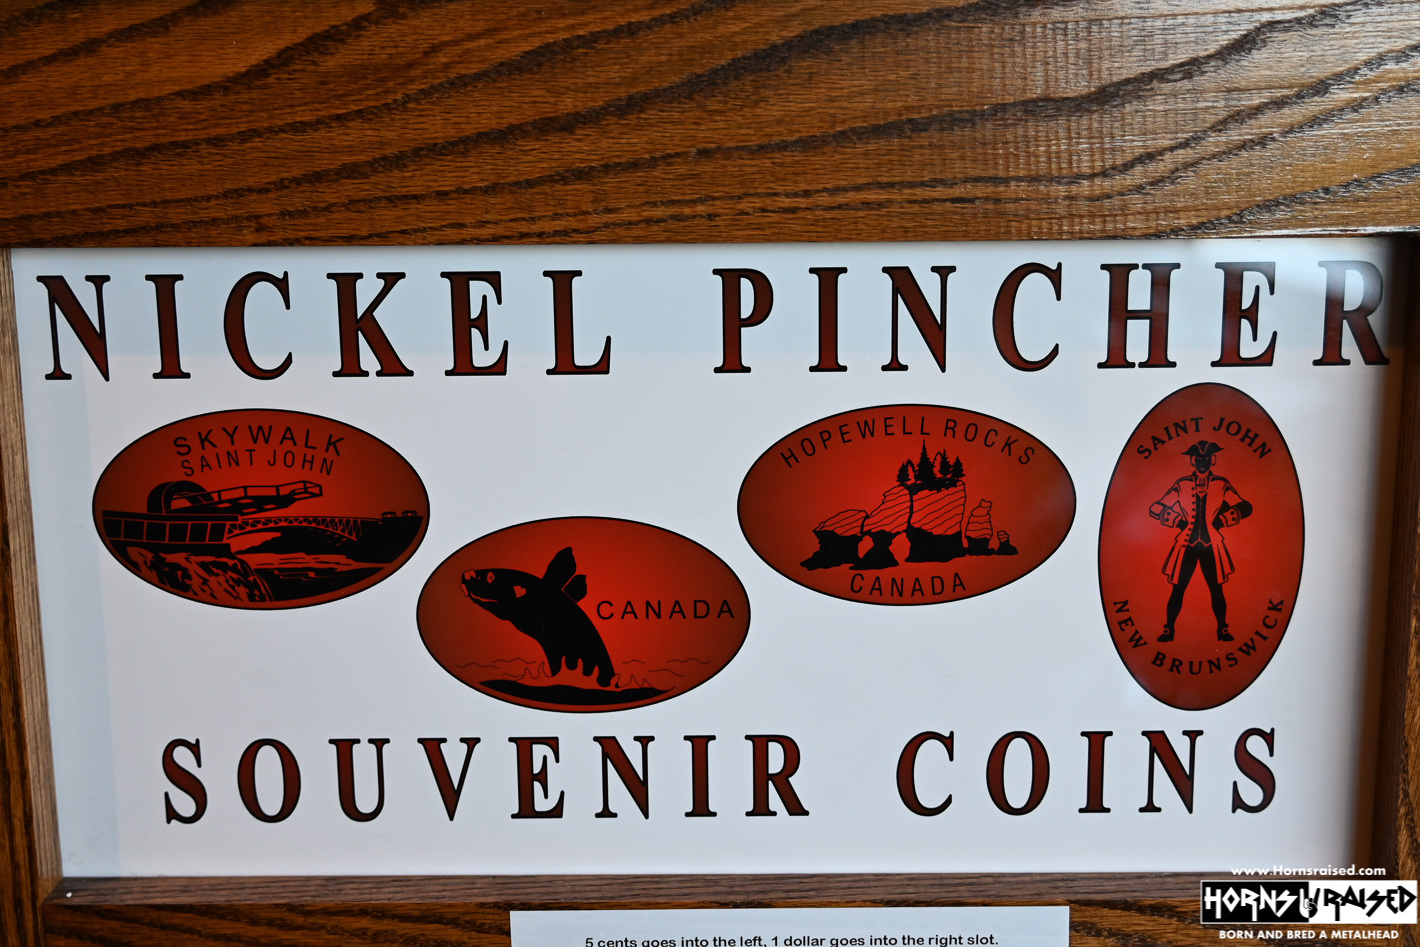 NICKEL PINCHER
SKYWALK
SAINT JOHN
CANADA
HOPEWELL ROCKS
CANADA
SAINT JOHN
NEW BRUNSWICK
SOUVENIR COINS
5 cents goes into the left, 1 dollar goes into the right slot.
www.Hornsraised.com
HORNS RAISED
BORN AND BRED A METALHEAD